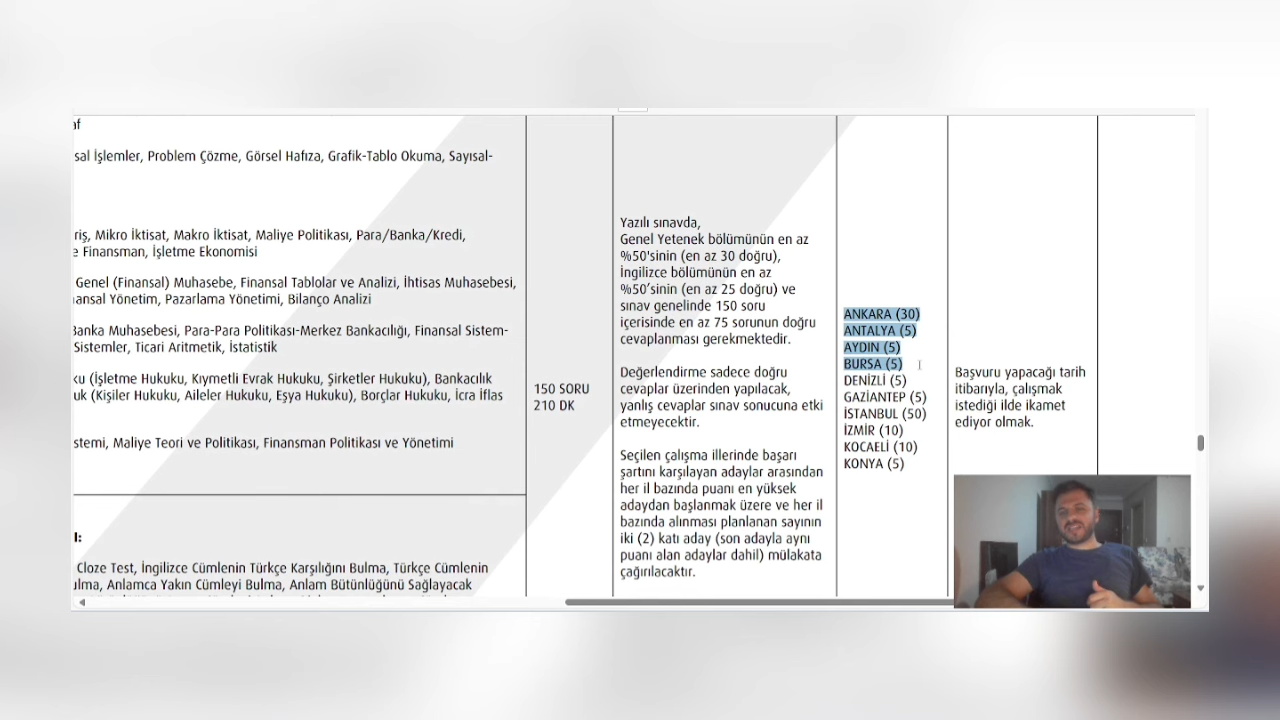 af
sal İşlemler, Problem Çözme, Görsel Hafıza, Grafik-Tablo Okuma, Sayısal-
riş, Mikro İktisat, Makro İktisat, Maliye Politikası, Para/Banka/Kredi,
e Finansman, İşletme Ekonomisi
Genel (Finansal) Muhasebe, Finansal Tablolar ve Analizi, İhtisas Muhasebesi,
ansal Yönetim, Pazarlama Yönetimi, Bilanço Analizi
Banka Muhasebesi, Para-Para Politikası-Merkez Bankacılığı, Finansal Sistem-
Sistemler, Ticari Aritmetik, İstatistik
ku (İşletme Hukuku, Kıymetli Evrak Hukuku, Şirketler Hukuku), Bankacılık
uk (Kişiler Hukuku, Aileler Hukuku, Eşya Hukuku), Borçlar Hukuku, İcra İflas
stemi, Maliye Teori ve Politikası, Finansman Politikası ve Yönetimi
l:
Cloze Test, İngilizce Cümlenin Türkçe Karşılığını Bulma, Türkçe Cümlenin
ulma, Anlamca Yakın Cümleyi Bulma, Anlam Bütünlüğünü Sağlayacak
150 SORU
210 DK
Yazılı sınavda,
Genel Yetenek bölümünün en az
%50'sinin (en az 30 doğru),
İngilizce bölümünün en az
%50'sinin (en az 25 doğru) ve
sınav genelinde 150 soru
içerisinde en az 75 sorunun doğru
cevaplanması gerekmektedir.
Değerlendirme sadece doğru
cevaplar üzerinden yapılacak,
yanlış cevaplar sınav sonucuna etki
etmeyecektir.
Seçilen çalışma illerinde başarı
şartını karşılayan adaylar arasından
her il bazında puanı en yüksek
adaydan başlanmak üzere ve her il
bazında alınması planlanan sayının
iki (2) katı aday (son adayla aynı
puanı alan adaylar dahil) mülakata
çağırılacaktır.
ANKARA (30)
ANTALYA (5)
AYDIN (5)
BURSA (5)
DENİZLİ (5)
GAZİANTEP (5)
İSTANBUL (50)
İZMİR (10)
KOCAELİ (10)
KONYA (5)
Başvuru yapacağı tarih
itibarıyla, çalışmak
istediği ilde ikamet
ediyor olmak.